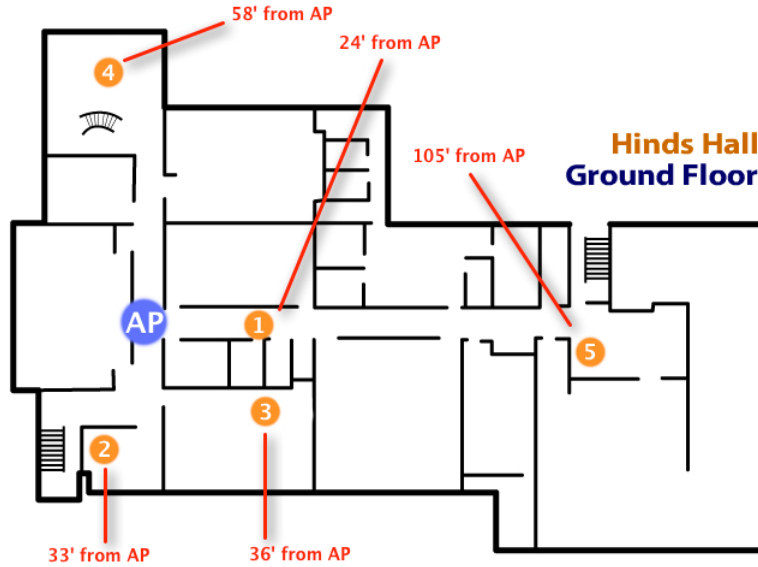 58' from AP
24' from AP
4
105' from AP
Hinds Hall
Ground Floor
AP
1
5
3
2
33' from AP
36' from AP